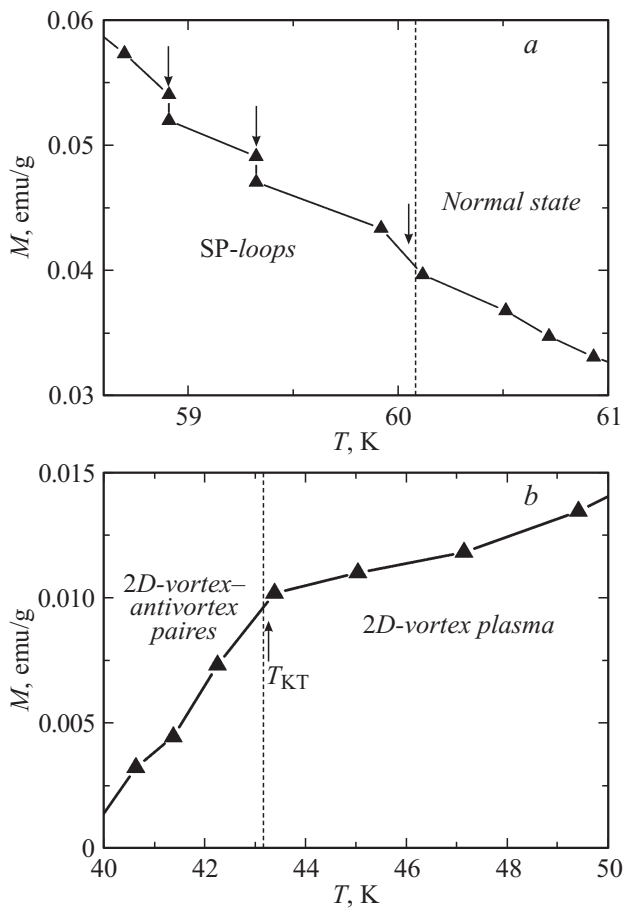 0.06
a
0.05
M, emu/g
Normal state
SP-loops
0.04
0.03
59
60
61
T, K
0.015
b
2D-vortex–
antivortex
paires
0.010
2D-vortex plasma
M, emu/g
T_KT
0.005
0
40
42
44
46
48
50
T, K